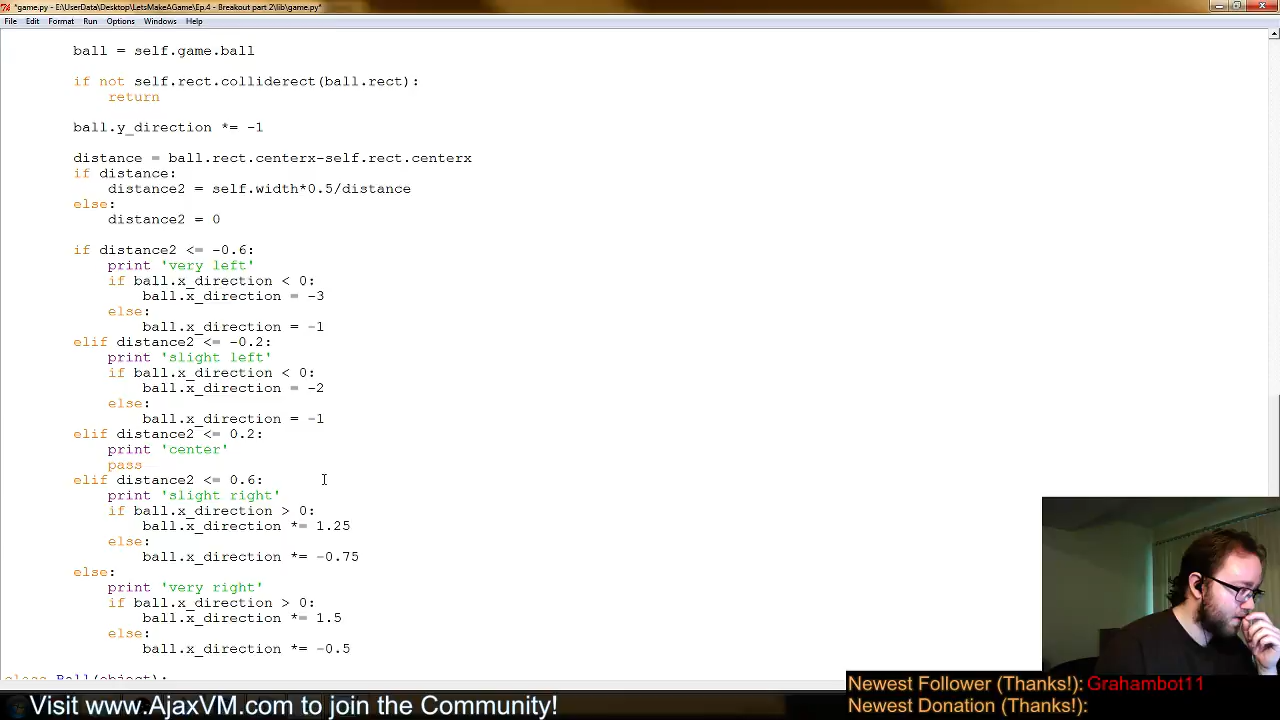 *game.py - E:\UserData\Desktop\LetsMakeAGame\Ep.4 - Breakout part 2\lib\game.py*
File Edit Format Run Options Windows Help
ball = self.game.ball
if not self.rect.colliderect(ball.rect):
return
ball.y_direction *= -1
distance = ball.rect.centerx-self.rect.centerx
if distance:
distance2 = self.width*0.5/distance
else:
distance2 = 0
if distance2 <= -0.6:
print 'very left'
if ball.x_direction < 0:
ball.x_direction = -3
else:
ball.x_direction = -1
elif distance2 <= -0.2:
print 'slight left'
if ball.x_direction < 0:
ball.x_direction = -2
else:
ball.x_direction = -1
elif distance2 <= 0.2:
print 'center'
pass
elif distance2 <= 0.6:
print 'slight right'
if ball.x_direction > 0:
ball.x_direction *= 1.25
else:
ball.x_direction *= -0.75
else:
print 'very right'
if ball.x_direction > 0:
ball.x_direction *= 1.5
else:
ball.x_direction *= -0.5
class Ball(object):
Visit www.AjaxVM.com to join the Community!
Newest Follower (Thanks!): Grahambot11
Newest Donation (Thanks!):